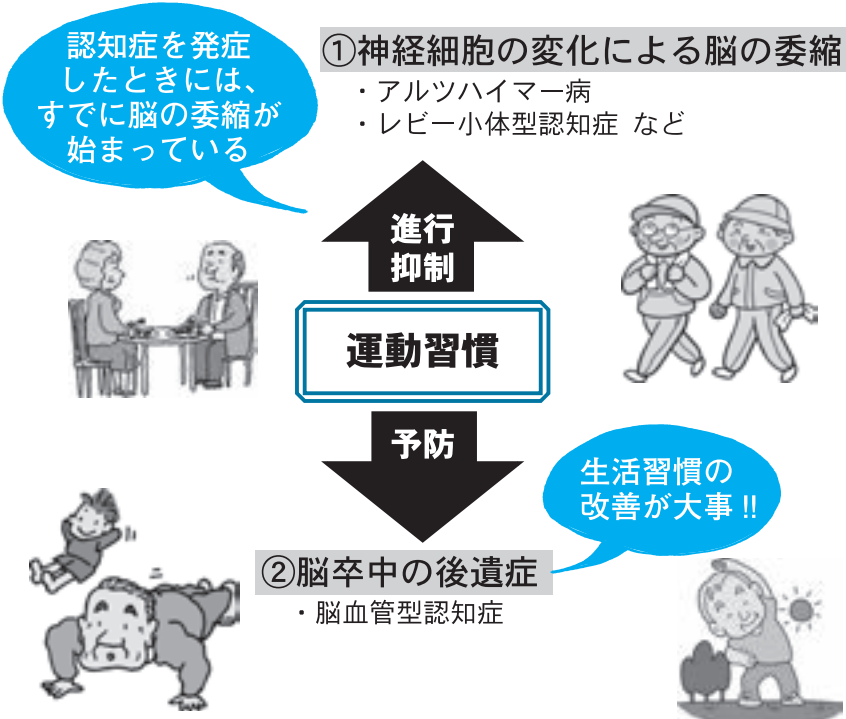 認知症を発症
したときには、
すでに脳の委縮が
始まっている
①神経細胞の変化による脳の委縮
・アルツハイマー病
・レビー小体型認知症 など
進行
抑制
運動習慣
予防
生活習慣の
改善が大事!!
②脳卒中の後遺症
・脳血管型認知症